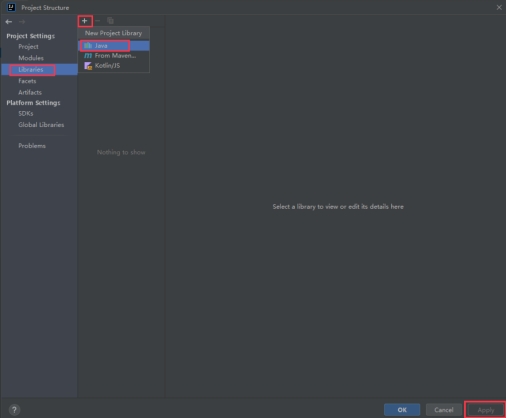 Project Structure
Project Settings
Project
Modules
Libraries
Facets
Artifacts
Platform Settings
SDKs
Global Libraries
Problems
New Project Library
Java
From Maven...
Kotlin/JS
Nothing to show
Select a library to view or edit its details here
?
OK
Cancel
Apply